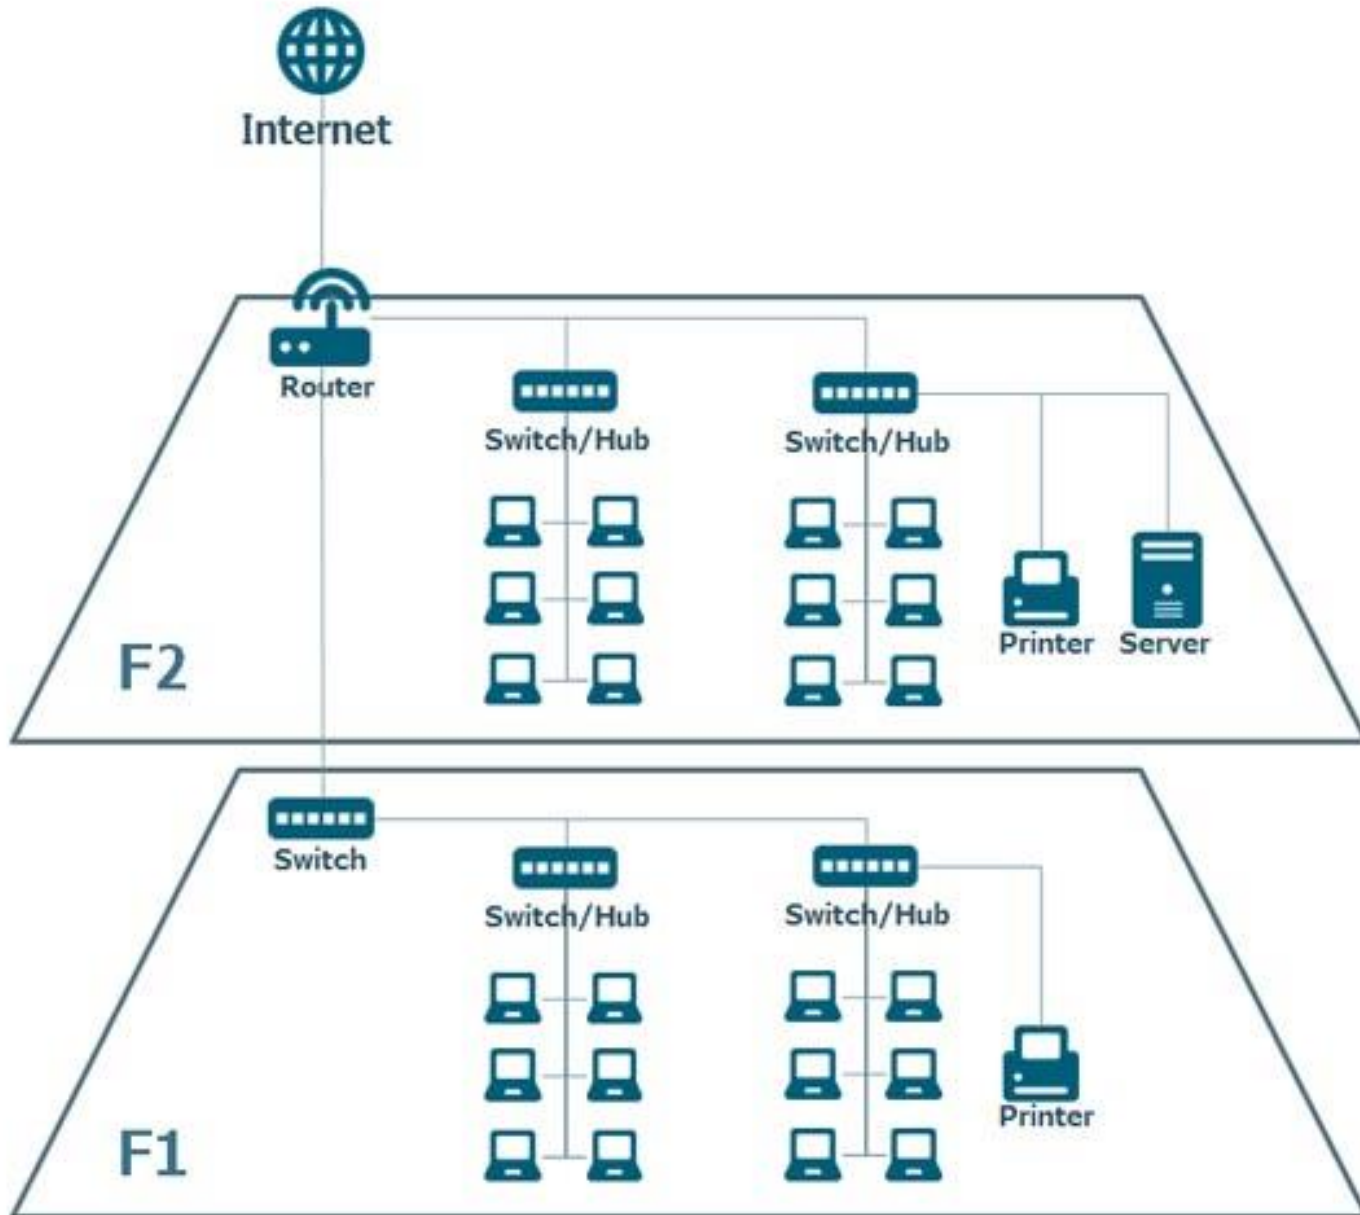 Internet
Router
Switch/Hub
Switch/Hub
Printer
Server
F2
Switch
Switch/Hub
Switch/Hub
Printer
F1